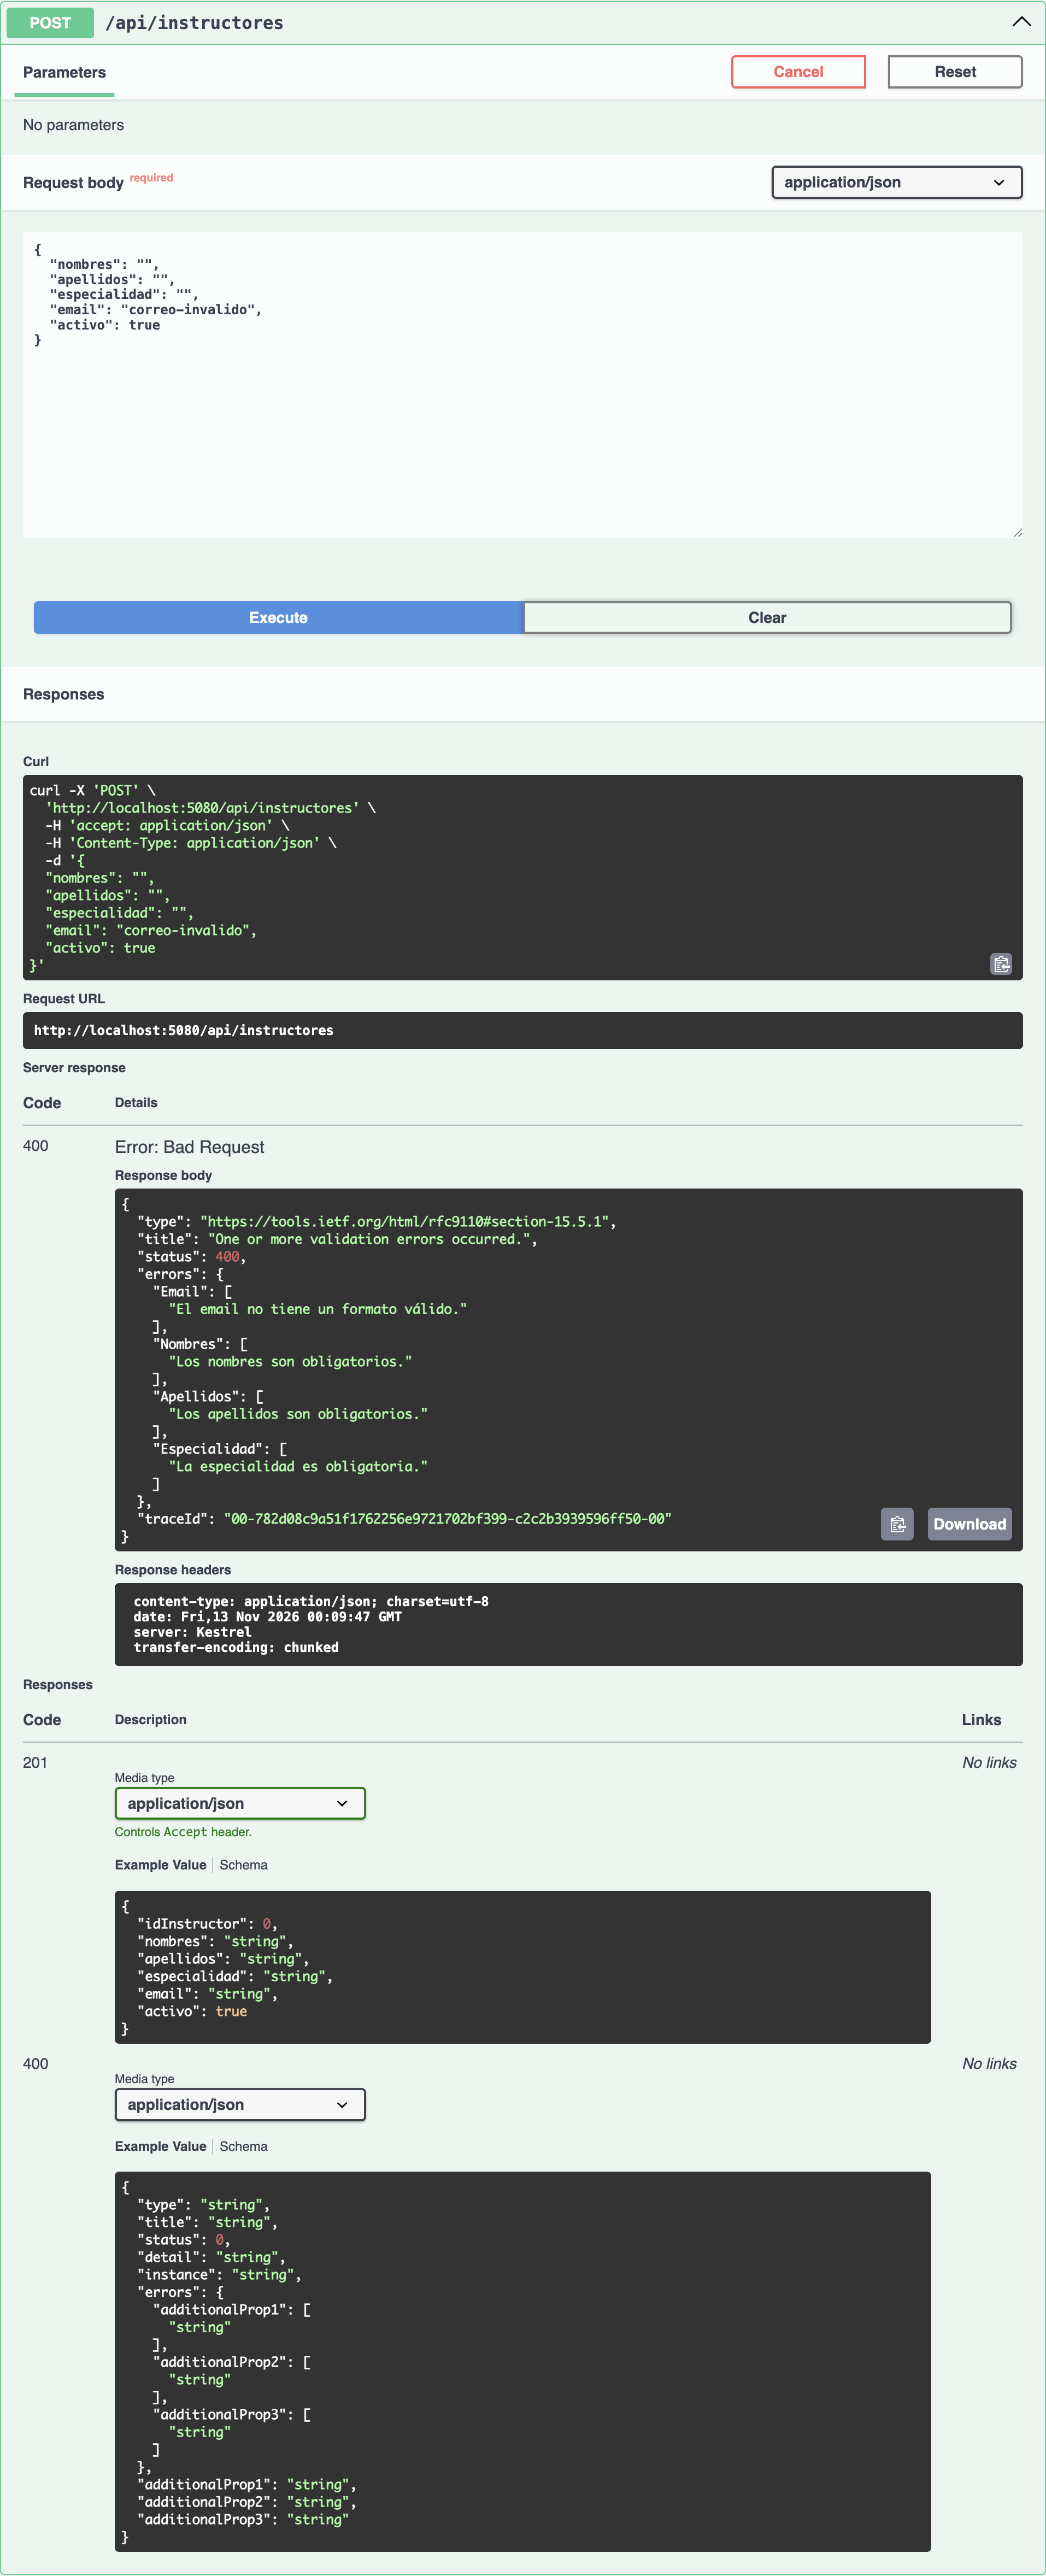 POST /api/instructores
Parameters
Cancel
Reset
No parameters
Request body required
application/json
{
  "nombres": "",
  "apellidos": "",
  "especialidad": "",
  "email": "correo-invalido",
  "activo": true
}
Execute
Clear
Responses
Curl
curl -X 'POST' \
  'http://localhost:5080/api/instructores' \
  -H 'accept: application/json' \
  -H 'Content-Type: application/json' \
  -d '{
  "nombres": "",
  "apellidos": "",
  "especialidad": "",
  "email": "correo-invalido",
  "activo": true
}'
Request URL
http://localhost:5080/api/instructores
Server response
Code Details
400 Error: Bad Request
Response body
{
  "type": "https://tools.ietf.org/html/rfc9110#section-15.5.1",
  "title": "One or more validation errors occurred.",
  "status": 400,
  "errors": {
    "Email": [
      "El email no tiene un formato válido."
    ],
    "Nombres": [
      "Los nombres son obligatorios."
    ],
    "Apellidos": [
      "Los apellidos son obligatorios."
    ],
    "Especialidad": [
      "La especialidad es obligatoria."
    ]
  },
  "traceId": "00-782d08c9a51f1762256e9721702bf399-c2c2b3939596ff50-00"
}
Download
Response headers
content-type: application/json; charset=utf-8
date: Fri,13 Nov 2026 00:09:47 GMT
server: Kestrel
transfer-encoding: chunked
Responses
Code Description Links
201 No links
Media type
application/json
Controls Accept header.
Example Value Schema
{
  "idInstructor": 0,
  "nombres": "string",
  "apellidos": "string",
  "especialidad": "string",
  "email": "string",
  "activo": true
}
400 No links
Media type
application/json
Example Value Schema
{
  "type": "string",
  "title": "string",
  "status": 0,
  "detail": "string",
  "instance": "string",
  "errors": {
    "additionalProp1": [
      "string"
    ],
    "additionalProp2": [
      "string"
    ],
    "additionalProp3": [
      "string"
    ]
  },
  "additionalProp1": "string",
  "additionalProp2": "string",
  "additionalProp3": "string"
}